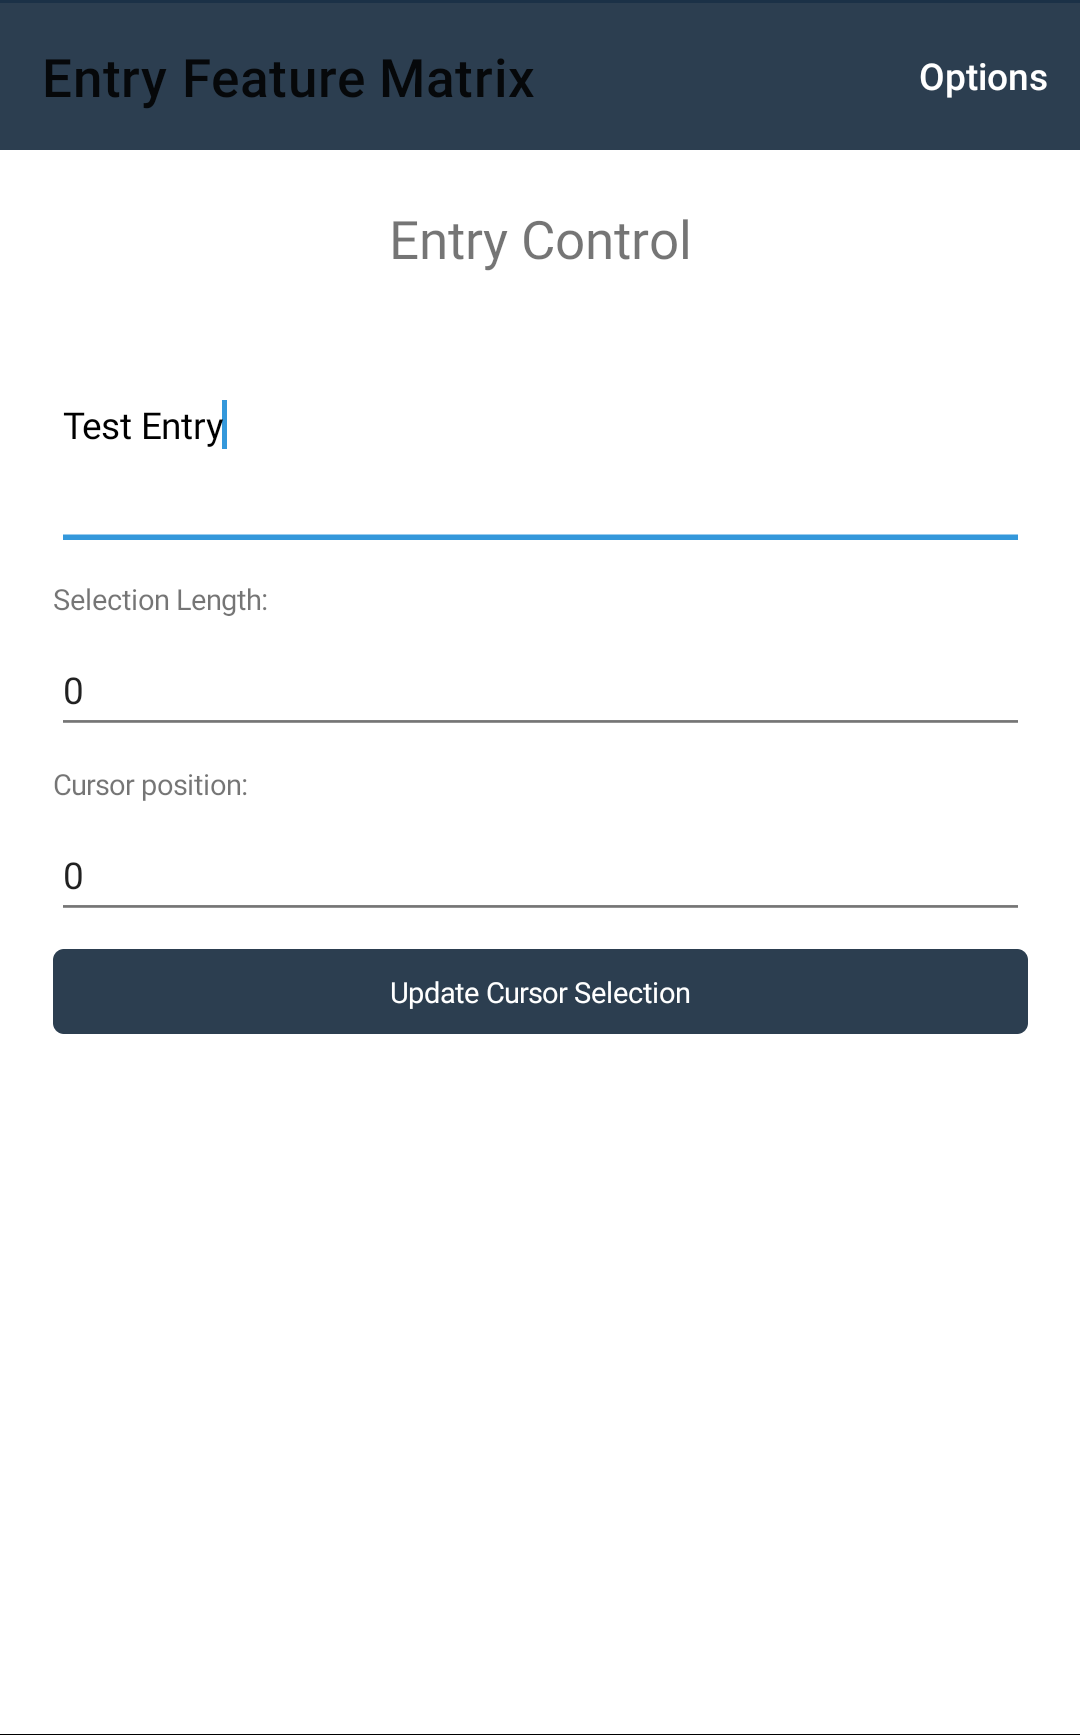 Entry Feature Matrix
Options
Entry Control
Test Entry
Selection Length:
0
Cursor position:
0
Update Cursor Selection